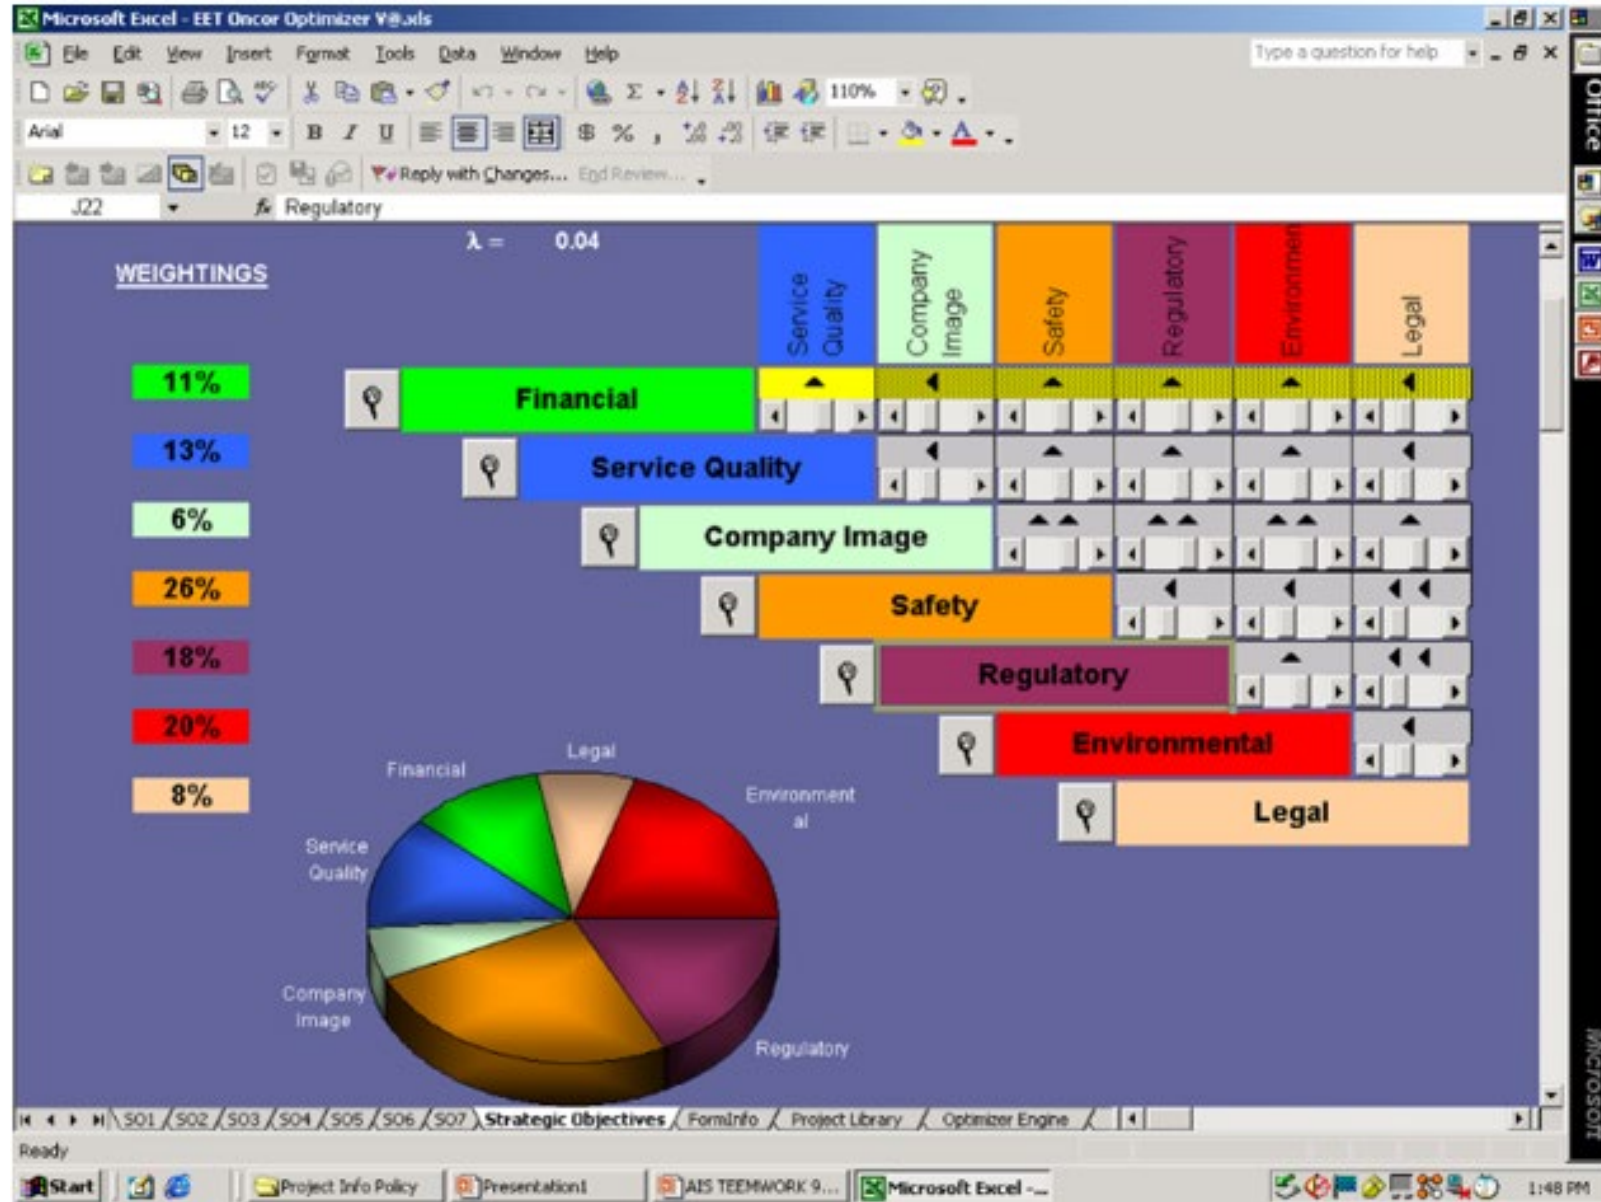 Microsoft Excel - EET Oncor Optimizer V@.xls
File Edit View Insert Format Tools Data Window Help
Type a question for help
110%
Arial 12 B I U $ % ,
Reply with Changes... End Review...
J22 fx Regulatory
Office
λ = 0.04
WEIGHTINGS
Service Quality
Company Image
Safety
Regulatory
Environmen
Legal
11% Financial
13% Service Quality
6% Company Image
26% Safety
18% Regulatory
20% Environmental
8% Legal
Legal
Financial
Environment
al
Service
Quality
Company
Image
Regulatory
SO1 SO2 SO3 SO4 SO5 SO6 SO7 Strategic Objectives FormInfo Project Library Optimizer Engine
Ready
Microsoft
Start Project Info Policy Presentation1 AIS TEEMWORK 9... Microsoft Excel -... 1:48 PM